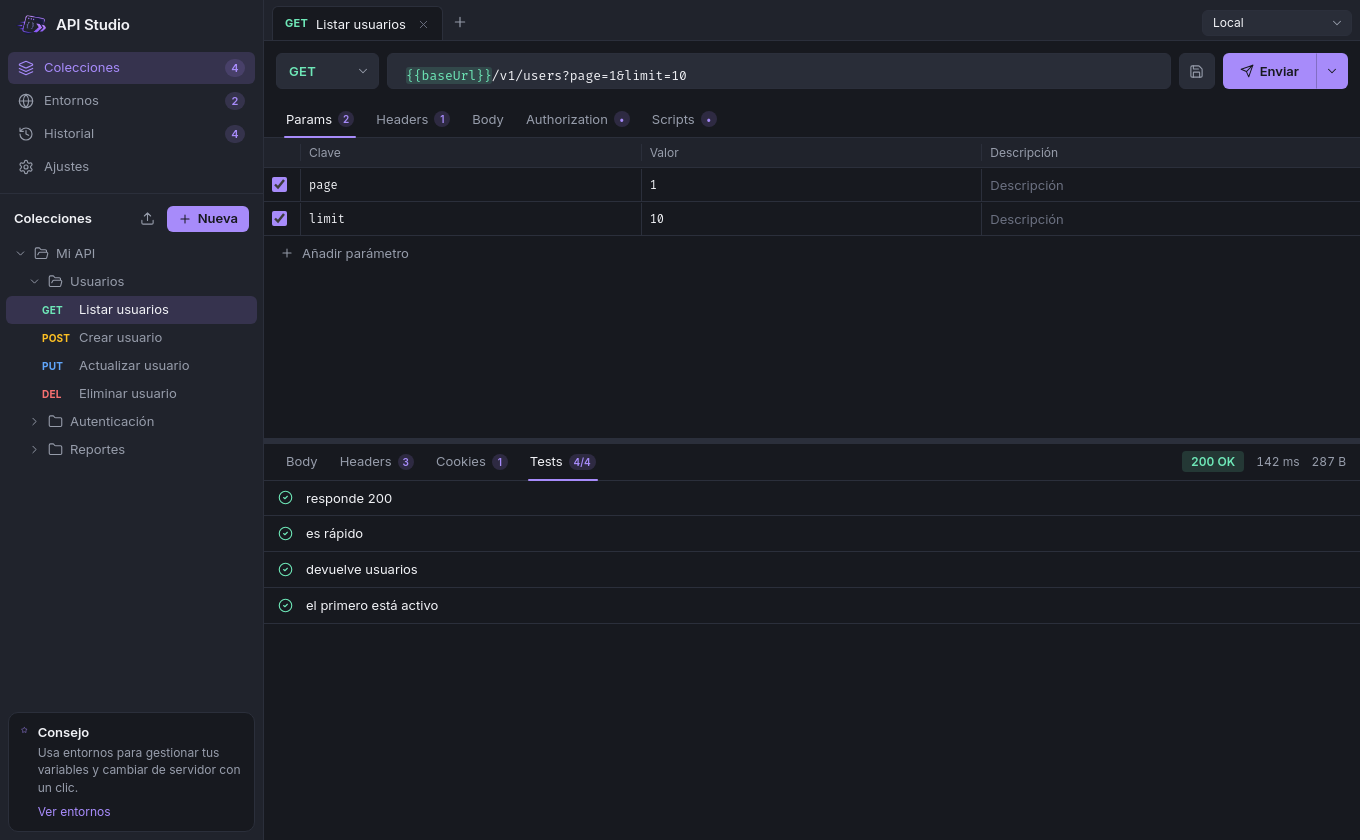 API Studio
Colecciones 4
Entornos 2
Historial 4
Ajustes
Colecciones
Nueva
Mi API
Usuarios
GET Listar usuarios
POST Crear usuario
PUT Actualizar usuario
DEL Eliminar usuario
Autenticación
Reportes
Consejo
Usa entornos para gestionar tus
variables y cambiar de servidor con
un clic.
Ver entornos
GET Listar usuarios
Local
GET
{{baseUrl}}/v1/users?page=1&limit=10
Enviar
Params 2 Headers 1 Body Authorization • Scripts •
Clave Valor Descripción
page 1 Descripción
limit 10 Descripción
Añadir parámetro
Body Headers 3 Cookies 1 Tests 4/4 200 OK 142 ms 287 B
responde 200
es rápido
devuelve usuarios
el primero está activo